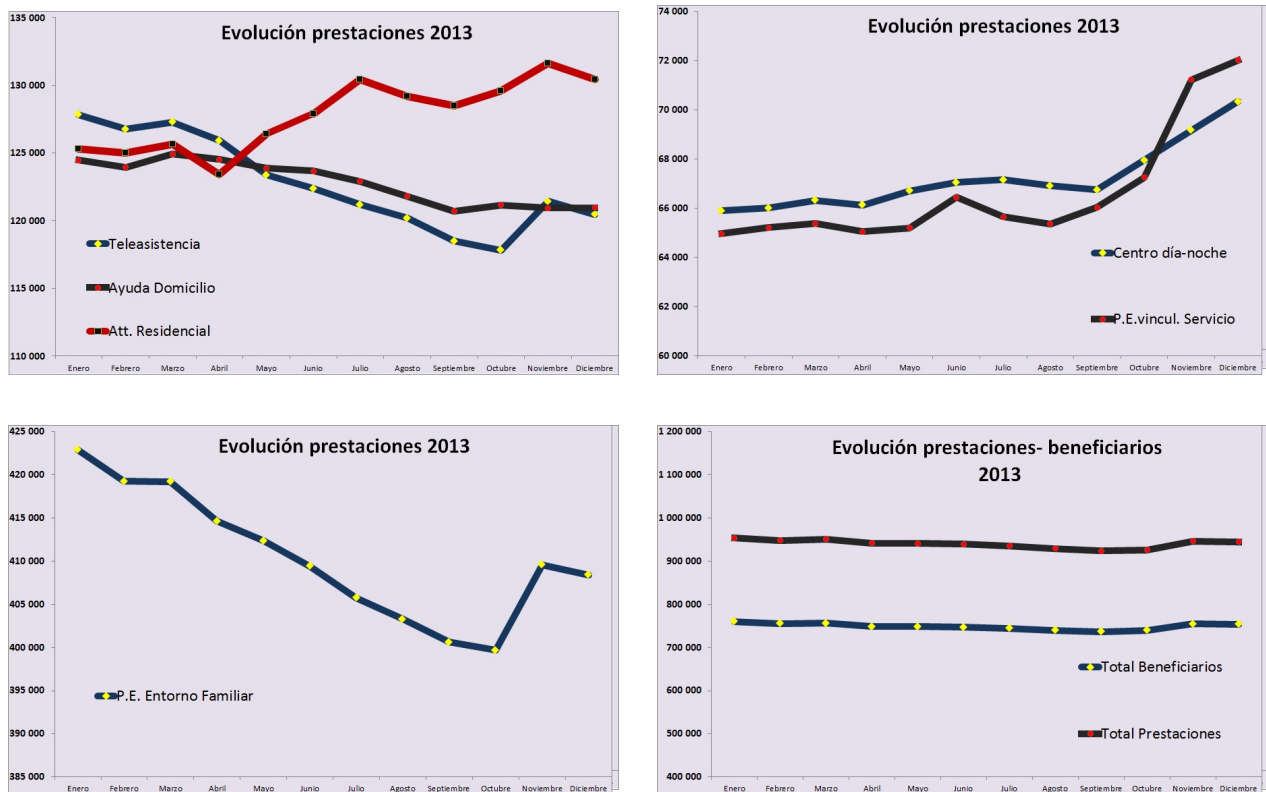 Evolución prestaciones 2013
135 000
130 000
125 000
120 000
115 000
110 000
Teleasistencia
Ayuda Domicilio
Att. Residencial
Enero Febrero Marzo Abril Mayo Junio Julio Agosto Septiembre Octubre Noviembre Diciembre
Evolución prestaciones 2013
74 000
72 000
70 000
68 000
66 000
64 000
62 000
60 000
Centro día-noche
P.E.vincul. Servicio
Enero Febrero Marzo Abril Mayo Junio Julio Agosto Septiembre Octubre Noviembre Diciembre
Evolución prestaciones 2013
425 000
420 000
415 000
410 000
405 000
400 000
395 000
390 000
385 000
P.E. Entorno Familiar
Enero Febrero Marzo Abril Mayo Junio Julio Agosto Septiembre Octubre Noviembre Diciembre
Evolución prestaciones- beneficiarios
2013
1 200 000
1 100 000
1 000 000
900 000
800 000
700 000
600 000
500 000
400 000
Total Beneficiarios
Total Prestaciones
Enero Febrero Marzo Abril Mayo Junio Julio Agosto Septiembre Octubre Noviembre Diciembre